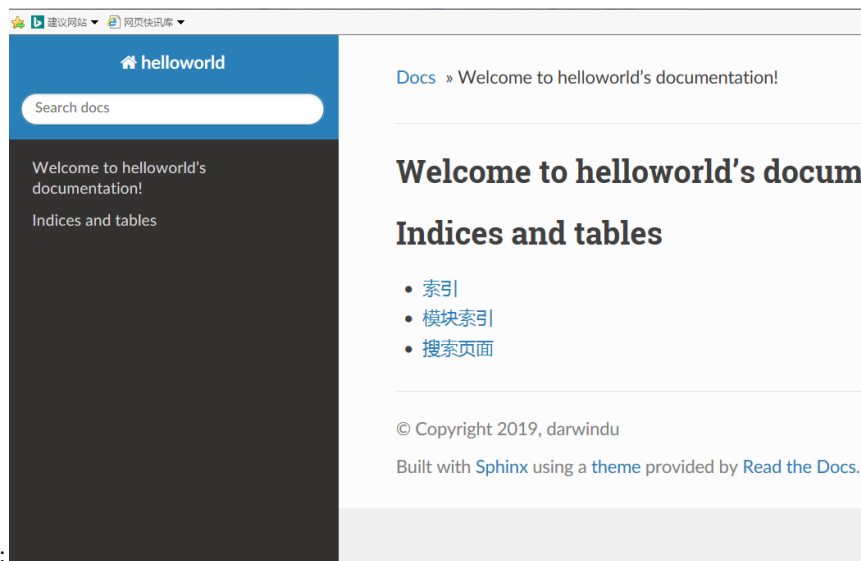 建议网站 网页快讯库
helloworld
Search docs
Welcome to helloworld's
documentation!
Indices and tables
Docs » Welcome to helloworld's documentation!
Welcome to helloworld's docum
Indices and tables
索引
模块索引
搜索页面
© Copyright 2019, darwindu
Built with Sphinx using a theme provided by Read the Docs.
: